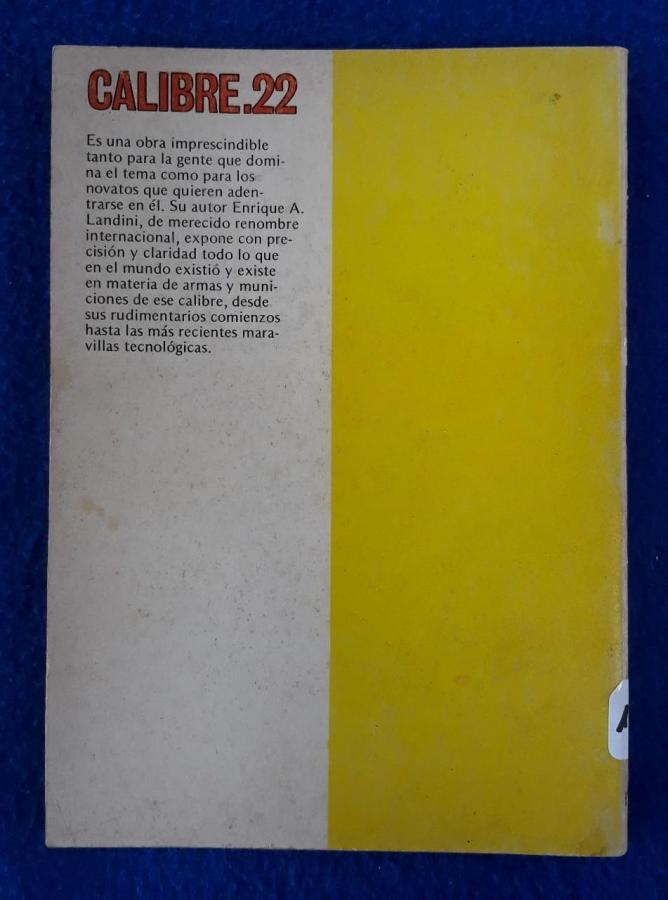 CALIBRE.22
Es una obra imprescindible
tanto para la gente que domi-
na el tema como para los
novatos que quieren aden-
trarse en él. Su autor Enrique A.
Landini, de merecido renombre
internacional, expone con pre-
cisión y claridad todo lo que
en el mundo existió y existe
en materia de armas y muni-
ciones de ese calibre, desde
sus rudimentarios comienzos
hasta las más recientes mara-
villas tecnológicas.